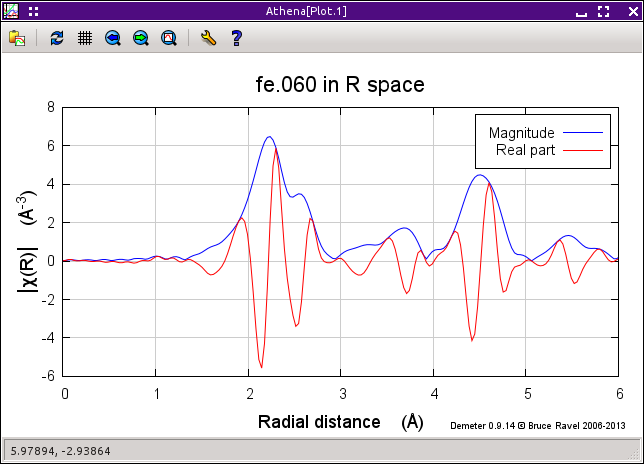 Athena[Plot.1]
fe.060 in R space
8
6
4
2
0
-2
-4
-6
|χ(R)| (Å-3)
Magnitude
Real part
0 1 2 3 4 5 6
Radial distance (Å)
Demeter 0.9.14 © Bruce Ravel 2006-2013
5.97894, -2.93864